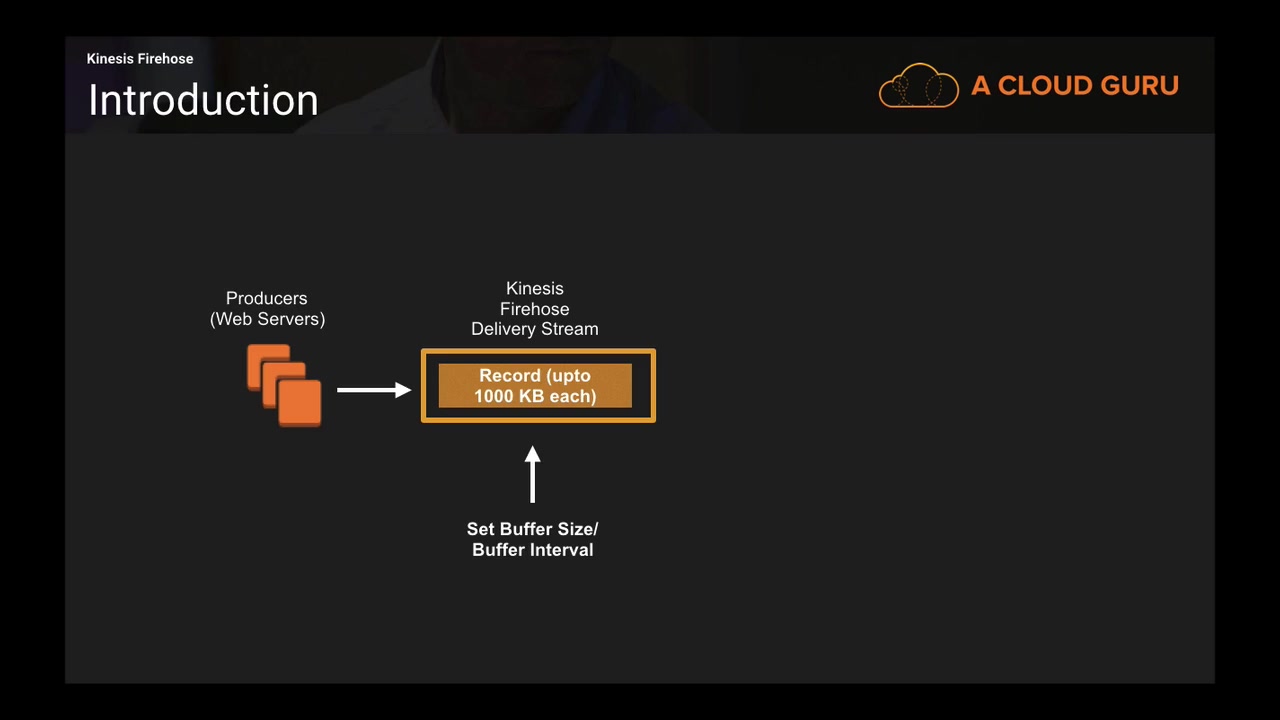 Kinesis Firehose
Introduction
A CLOUD GURU
Producers
(Web Servers)
Kinesis
Firehose
Delivery Stream
Record (upto
1000 KB each)
Set Buffer Size/
Buffer Interval